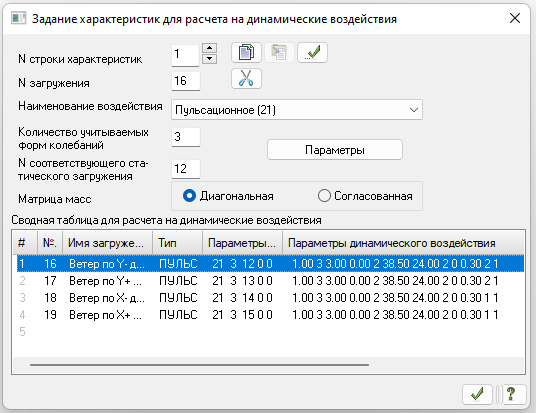 Задание характеристик для расчета на динамические воздействия
N строки характеристик 1
N загружения 16
Наименование воздействия Пульсационное (21)
Количество учитываемых
форм колебаний 3
Параметры
N соответствующего ста-
тического загружения 12
Матрица масс Диагональная Согласованная
Сводная таблица для расчета на динамические воздействия
# №. Имя загруже... Тип Параметры... Параметры динамического воздействия
1 16 Ветер по Y- д... ПУЛЬС 21 3 12 0 0 1.00 3 3.00 0.00 2 38.50 24.00 2 0 0.30 2 1
2 17 Ветер по Y+ ... ПУЛЬС 21 3 13 0 0 1.00 3 3.00 0.00 2 38.50 24.00 2 0 0.30 2 1
3 18 Ветер по X- д... ПУЛЬС 21 3 14 0 0 1.00 3 3.00 0.00 2 38.50 24.00 2 0 0.30 1 1
4 19 Ветер по X+ ... ПУЛЬС 21 3 15 0 0 1.00 3 3.00 0.00 2 38.50 24.00 2 0 0.30 1 1
5
?